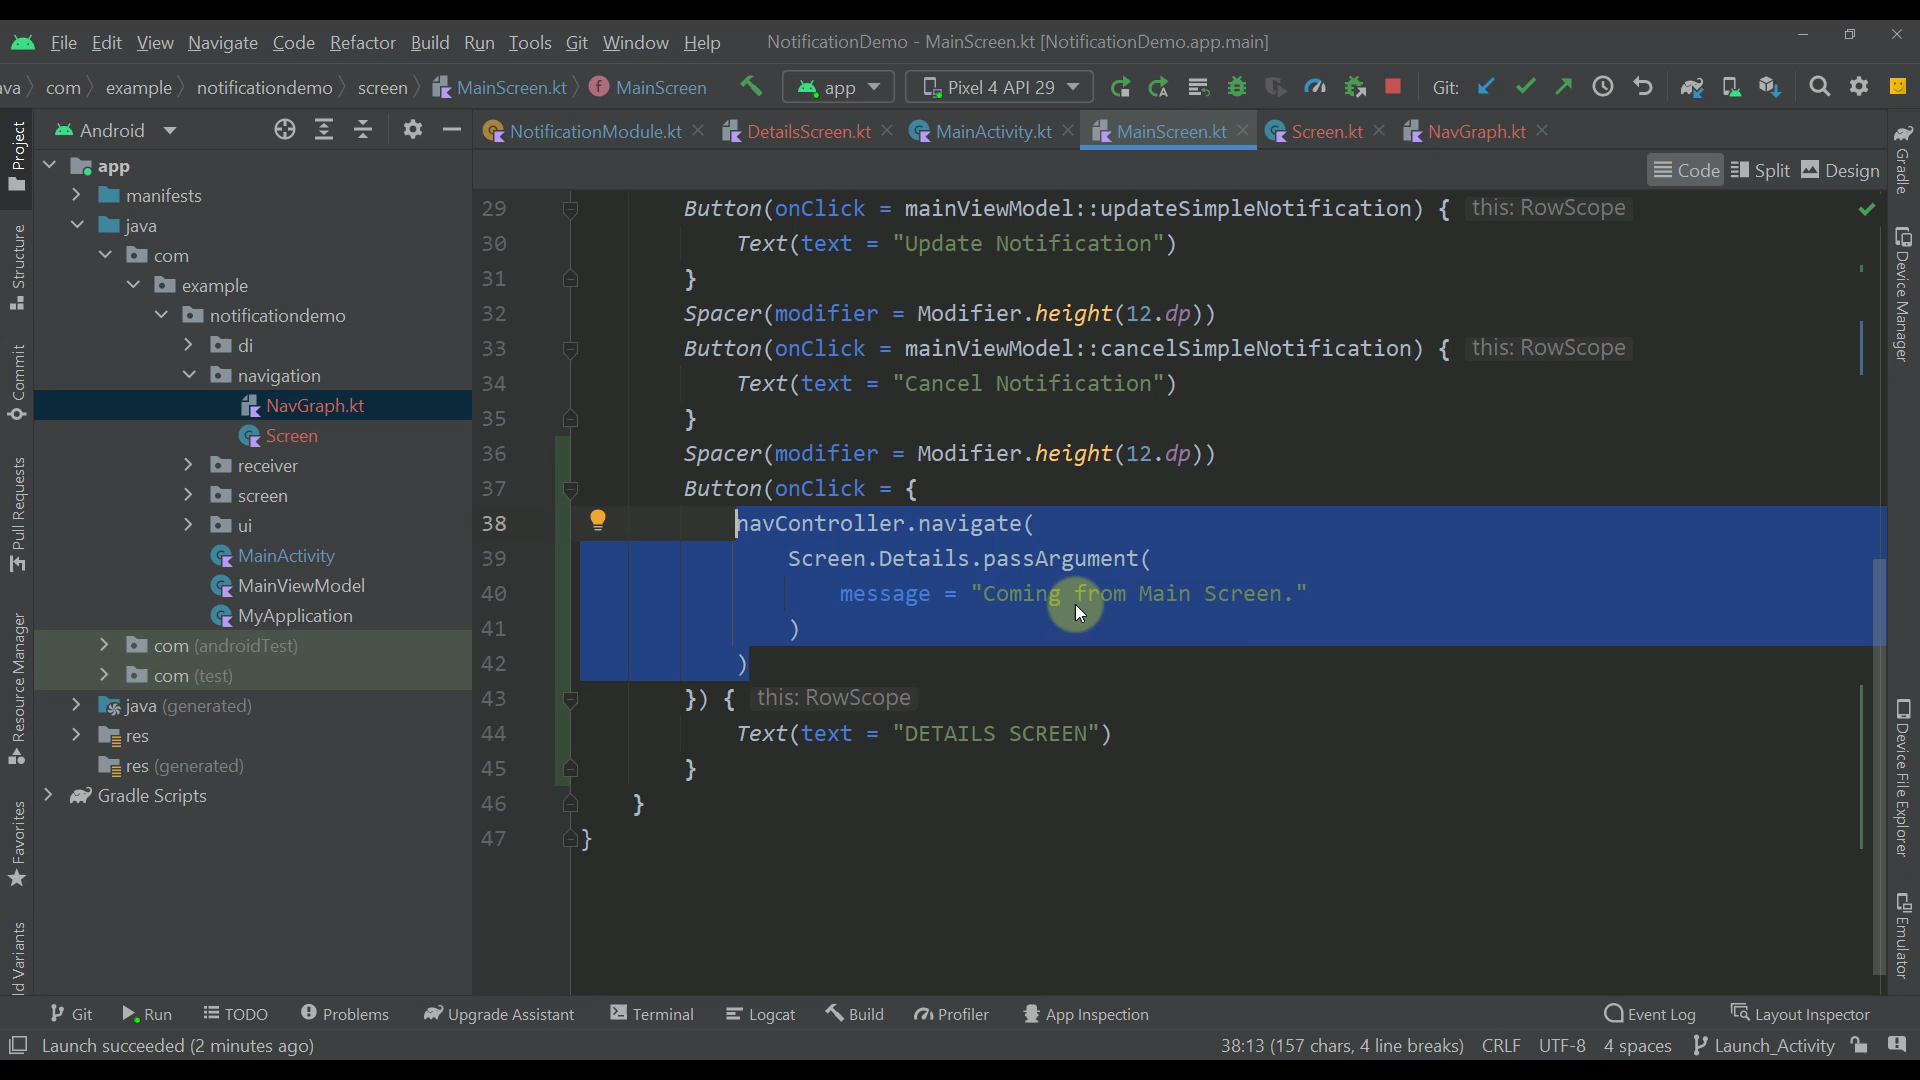 File Edit View Navigate Code Refactor Build Run Tools Git Window Help NotificationDemo - MainScreen.kt [NotificationDemo.app.main]
ava com example notificationdemo screen MainScreen.kt MainScreen app Pixel 4 API 29 Git:
Android
NotificationModule.kt DetailsScreen.kt MainActivity.kt MainScreen.kt Screen.kt NavGraph.kt
Code Split Design
Project
Structure
Commit
Pull Requests
Resource Manager
Favorites
ld Variants
app
manifests
java
com
example
notificationdemo
di
navigation
NavGraph.kt
Screen
receiver
screen
ui
MainActivity
MainViewModel
MyApplication
com (androidTest)
com (test)
java (generated)
res
res (generated)
Gradle Scripts
29 Button(onClick = mainViewModel::updateSimpleNotification) { this: RowScope
30 Text(text = "Update Notification")
31 }
32 Spacer(modifier = Modifier.height(12.dp))
33 Button(onClick = mainViewModel::cancelSimpleNotification) { this: RowScope
34 Text(text = "Cancel Notification")
35 }
36 Spacer(modifier = Modifier.height(12.dp))
37 Button(onClick = {
38 navController.navigate(
39 Screen.Details.passArgument(
40 message = "Coming from Main Screen."
41 )
42 )
43 }) { this: RowScope
44 Text(text = "DETAILS SCREEN")
45 }
46 }
47 }
Gradle
Device Manager
Device File Explorer
Emulator
Git Run TODO Problems Upgrade Assistant Terminal Logcat Build Profiler App Inspection Event Log Layout Inspector
Launch succeeded (2 minutes ago) 38:13 (157 chars, 4 line breaks) CRLF UTF-8 4 spaces Launch_Activity